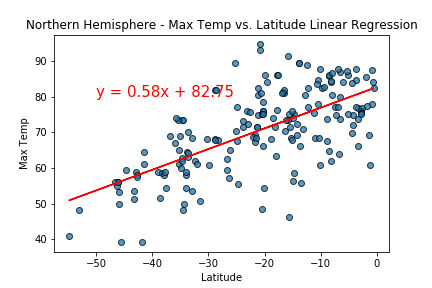 Northern Hemisphere - Max Temp vs. Latitude Linear Regression
90
80
70
60
50
40
Max Temp
y = 0.58x + 82.75
−50 −40 −30 −20 −10 0
Latitude